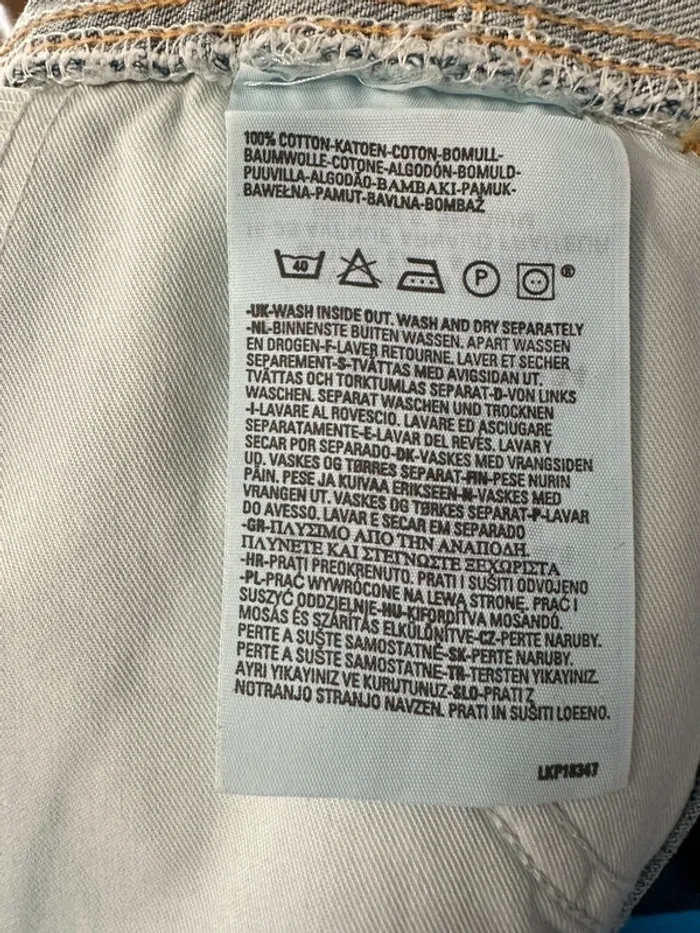 100% COTTON-KATOEN-COTON-BOMULL-
BAUMWOLLE-COTONE-ALGODÓN-BOMULD-
PUUVILLA-ALGODÃO-BAMBAKI-PAMUK-
BAWEŁNA-PAMUT-BAVLNA-BOMBAŽ
40 P ®
-UK-WASH INSIDE OUT. WASH AND DRY SEPARATELY
-NL-BINNENSTE BUITEN WASSEN. APART WASSEN
EN DROGEN-F-LAVER RETOURNE. LAVER ET SECHER
SEPAREMENT-S-TVÄTTAS MED AVIGSIDAN UT.
TVÄTTAS OCH TORKTUMLAS SEPARAT-D-VON LINKS
WASCHEN. SEPARAT WASCHEN UND TROCKNEN
-I-LAVARE AL ROVESCIO. LAVARE ED ASCIUGARE
SEPARATAMENTE-E-LAVAR DEL REVÉS. LAVAR Y
SECAR POR SEPARADO-DK-VASKES MED VRANGSIDEN
UD. VASKES OG TØRRES SEPARAT-FIN-PESE NURIN
PÄIN. PESE JA KUIVAA ERIKSEEN-N-VASKES MED
VRANGEN UT. VASKES OG TØRKES SEPARAT-P-LAVAR
DO AVESSO. LAVAR E SECAR EM SEPARADO
-GR-ΠΛΥΣΙΜΟ ΑΠΟ ΤΗΝ ΑΝΑΠΟΔΗ.
ΠΛΥΝΕΤΕ ΚΑΙ ΣΤΕΓΝΩΣΤΕ ΞΕΧΩΡΙΣΤΑ
-HR-PRATI PREOKRENUTO. PRATI I SUŠITI ODVOJENO
-PL-PRAĆ WYWRÓCONE NA LEWĄ STRONĘ. PRAĆ I
SUSZYĆ ODDZIELNIE-HU-KIFORDÍTVA MOSANDÓ.
MOSÁS ÉS SZÁRÍTÁS ELKÜLÖNÍTVE-CZ-PERTE NARUBY.
PERTE A SUŠTE SAMOSTATNĚ-SK-PERTE NARUBY.
PERTE A SUŠTE SAMOSTATNE-TR-TERSTEN YIKAYINIZ.
AYRI YIKAYINIZ VE KURUTUNUZ-SLO-PRATI Z
NOTRANJO STRANJO NAVZEN. PRATI IN SUŠITI LOEENO.
LKP18347